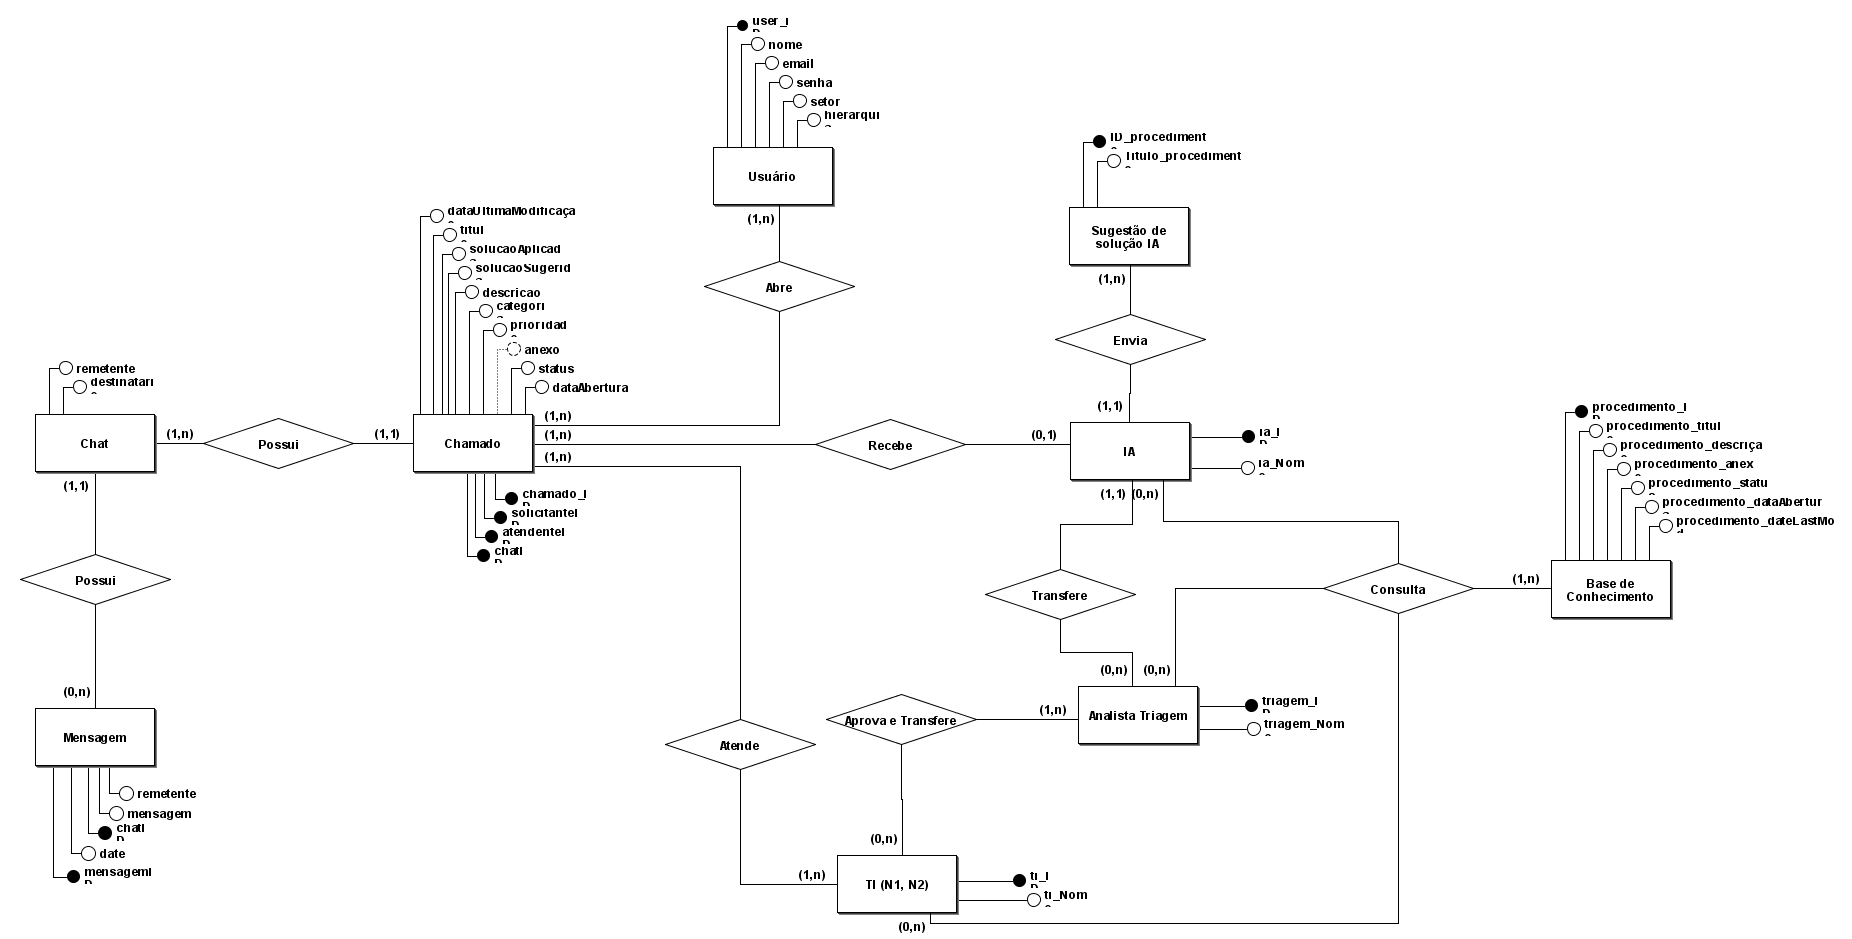 user_I
nome
email
senha
setor
hierarqui
Usuário
(1,n)
Abre
ID_procediment
Titulo_procediment
Sugestão de
solução IA
(1,n)
Envia
(1,1)
dataUltimaModificaça
titul
solucaoAplicad
solucaoSugerid
descricao
categori
prioridad
anexo
status
dataAbertura
remetente
destinatari
Chat
(1,n)
Possui
(1,1)
Chamado
(1,n)
(1,n)
(1,n)
Recebe
(0,1)
IA
ia_I
ia_Nom
(1,1)
(0,n)
chamado_I
solicitanteI
atendenteI
chatI
procedimento_I
procedimento_titul
procedimento_descriça
procedimento_anex
procedimento_statu
procedimento_dataAbertur
procedimento_dateLastMo
(1,n)
Base de
Conhecimento
Consulta
Transfere
(1,1)
Possui
(0,n)
Mensagem
remetente
mensagem
chatI
date
mensagemI
(0,n)
(0,n)
Analista Triagem
triagem_I
triagem_Nom
Aprova e Transfere
(1,n)
Atende
(0,n)
(1,n)
TI (N1, N2)
ti_I
ti_Nom
(0,n)